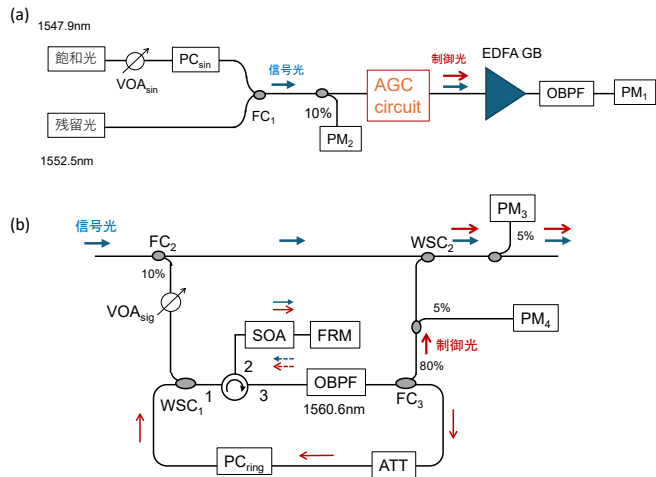 (a)
1547.9nm
飽和光
VOAsin
PCsin
残留光
1552.5nm
FC1
信号光
10%
PM2
AGC
circuit
制御光
EDFA GB
OBPF
PM1
(b)
信号光
FC2
10%
VOAsig
WSC1
1
2
3
SOA
FRM
OBPF
1560.6nm
FC3
80%
制御光
5%
PM4
WSC2
PM3
5%
PCring
ATT